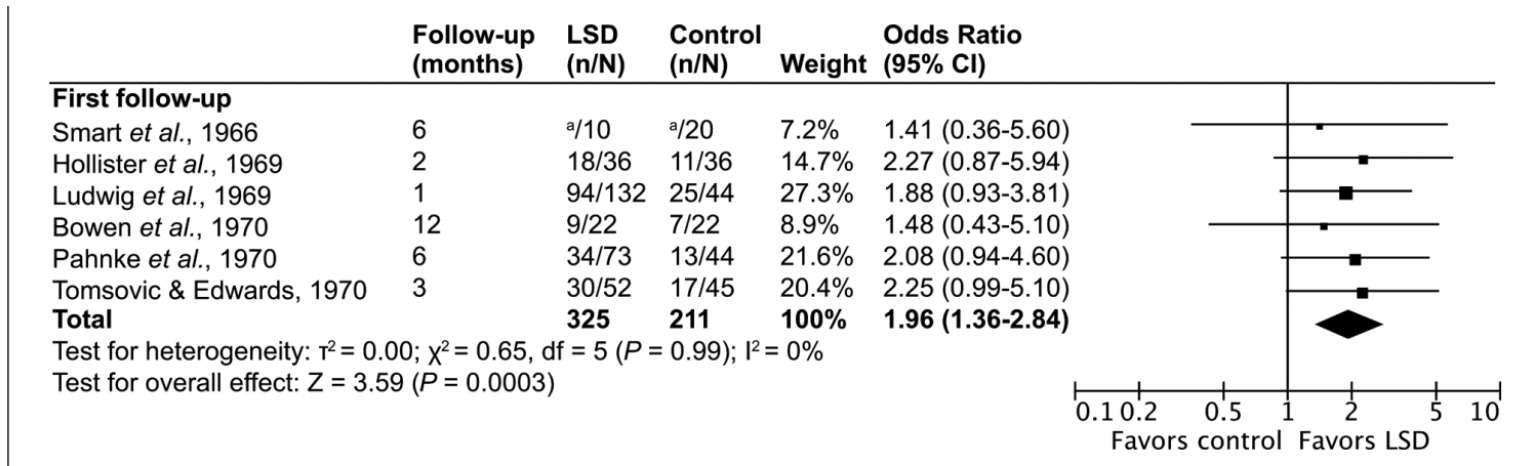 Follow-up LSD Control Odds Ratio
(months) (n/N) (n/N) Weight (95% CI)
First follow-up
Smart et al., 1966 6 a/10 a/20 7.2% 1.41 (0.36-5.60)
Hollister et al., 1969 2 18/36 11/36 14.7% 2.27 (0.87-5.94)
Ludwig et al., 1969 1 94/132 25/44 27.3% 1.88 (0.93-3.81)
Bowen et al., 1970 12 9/22 7/22 8.9% 1.48 (0.43-5.10)
Pahnke et al., 1970 6 34/73 13/44 21.6% 2.08 (0.94-4.60)
Tomsovic & Edwards, 1970 3 30/52 17/45 20.4% 2.25 (0.99-5.10)
Total 325 211 100% 1.96 (1.36-2.84)
Test for heterogeneity: τ² = 0.00; χ² = 0.65, df = 5 (P = 0.99); I² = 0%
Test for overall effect: Z = 3.59 (P = 0.0003)
0.1 0.2 0.5 1 2 5 10
Favors control Favors LSD